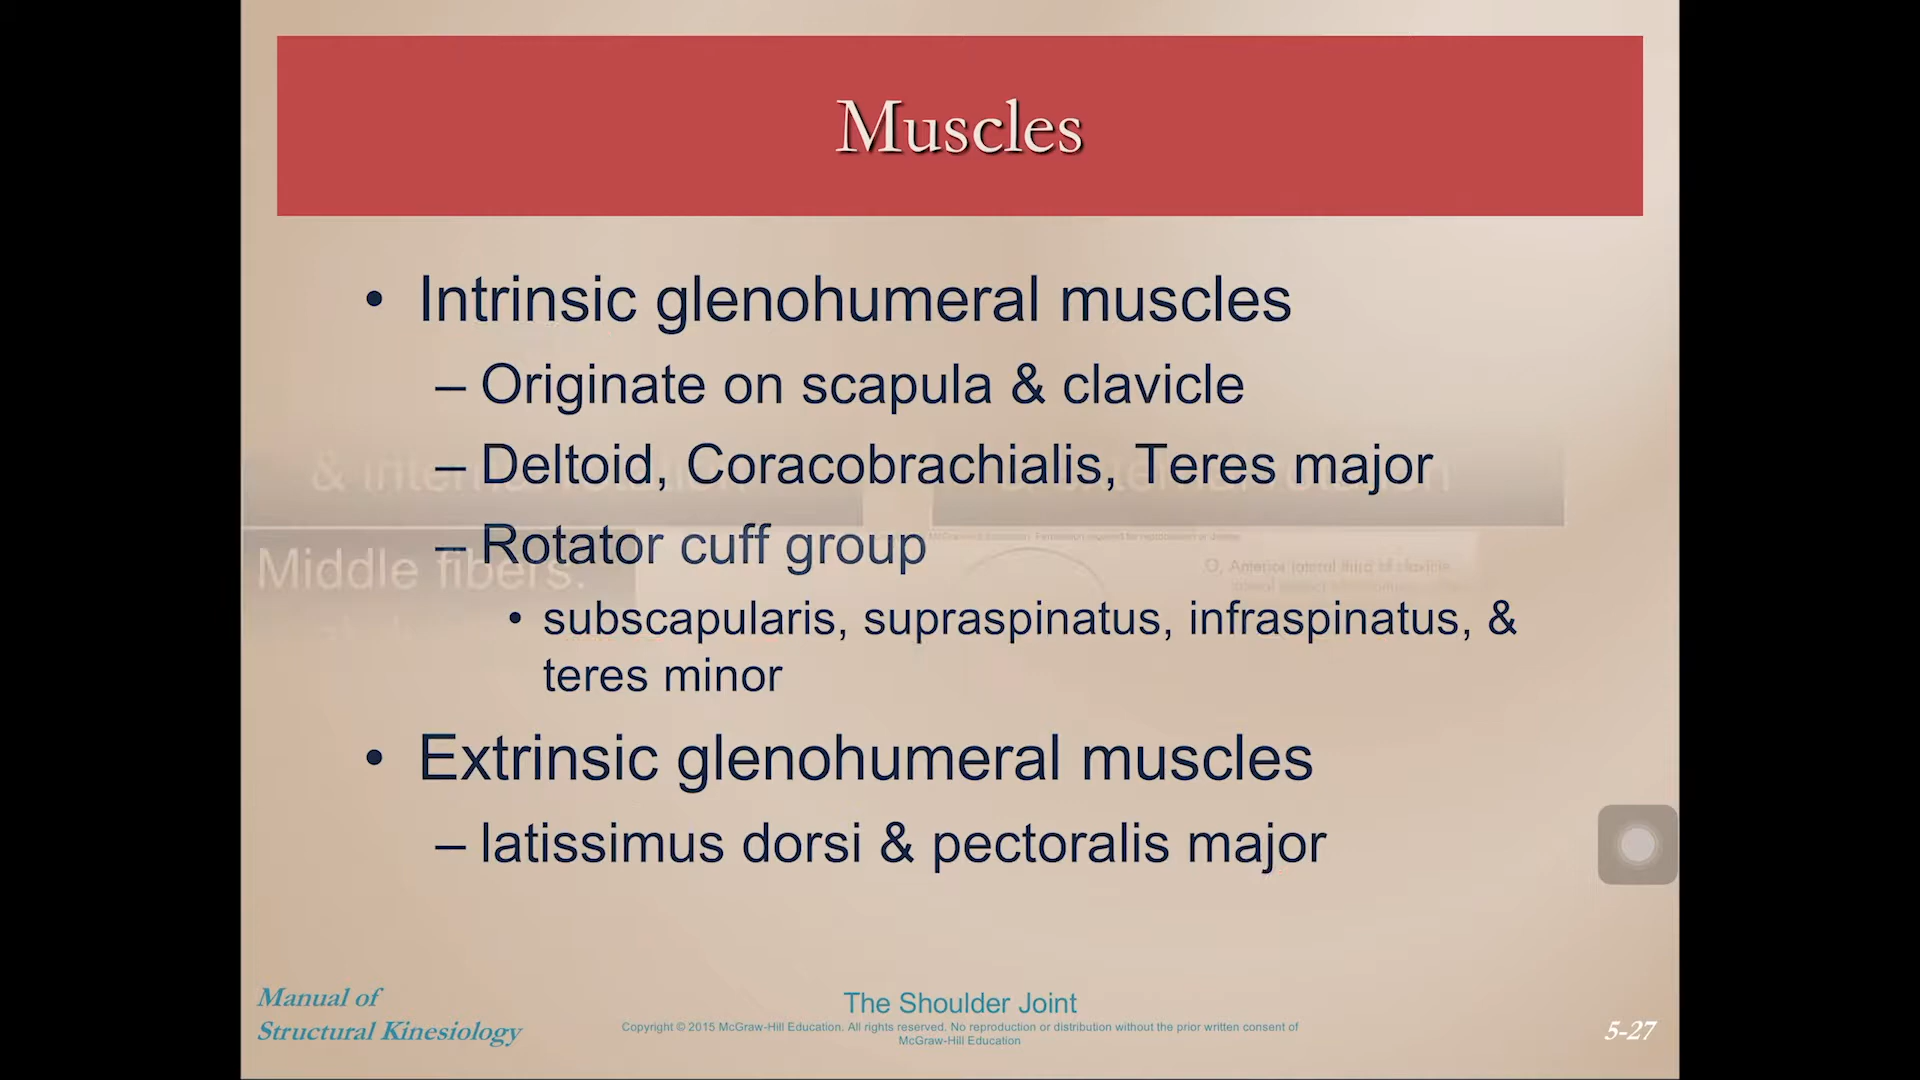 Muscles
• Intrinsic glenohumeral muscles
– Originate on scapula & clavicle
– Deltoid, Coracobrachialis, Teres major
– Rotator cuff group
Middle fibers.
• subscapularis, supraspinatus, infraspinatus, &
teres minor
• Extrinsic glenohumeral muscles
– latissimus dorsi & pectoralis major
Manual of
Structural Kinesiology
The Shoulder Joint
Copyright © 2015 McGraw-Hill Education. All rights reserved. No reproduction or distribution without the prior written consent of
McGraw-Hill Education
5-27